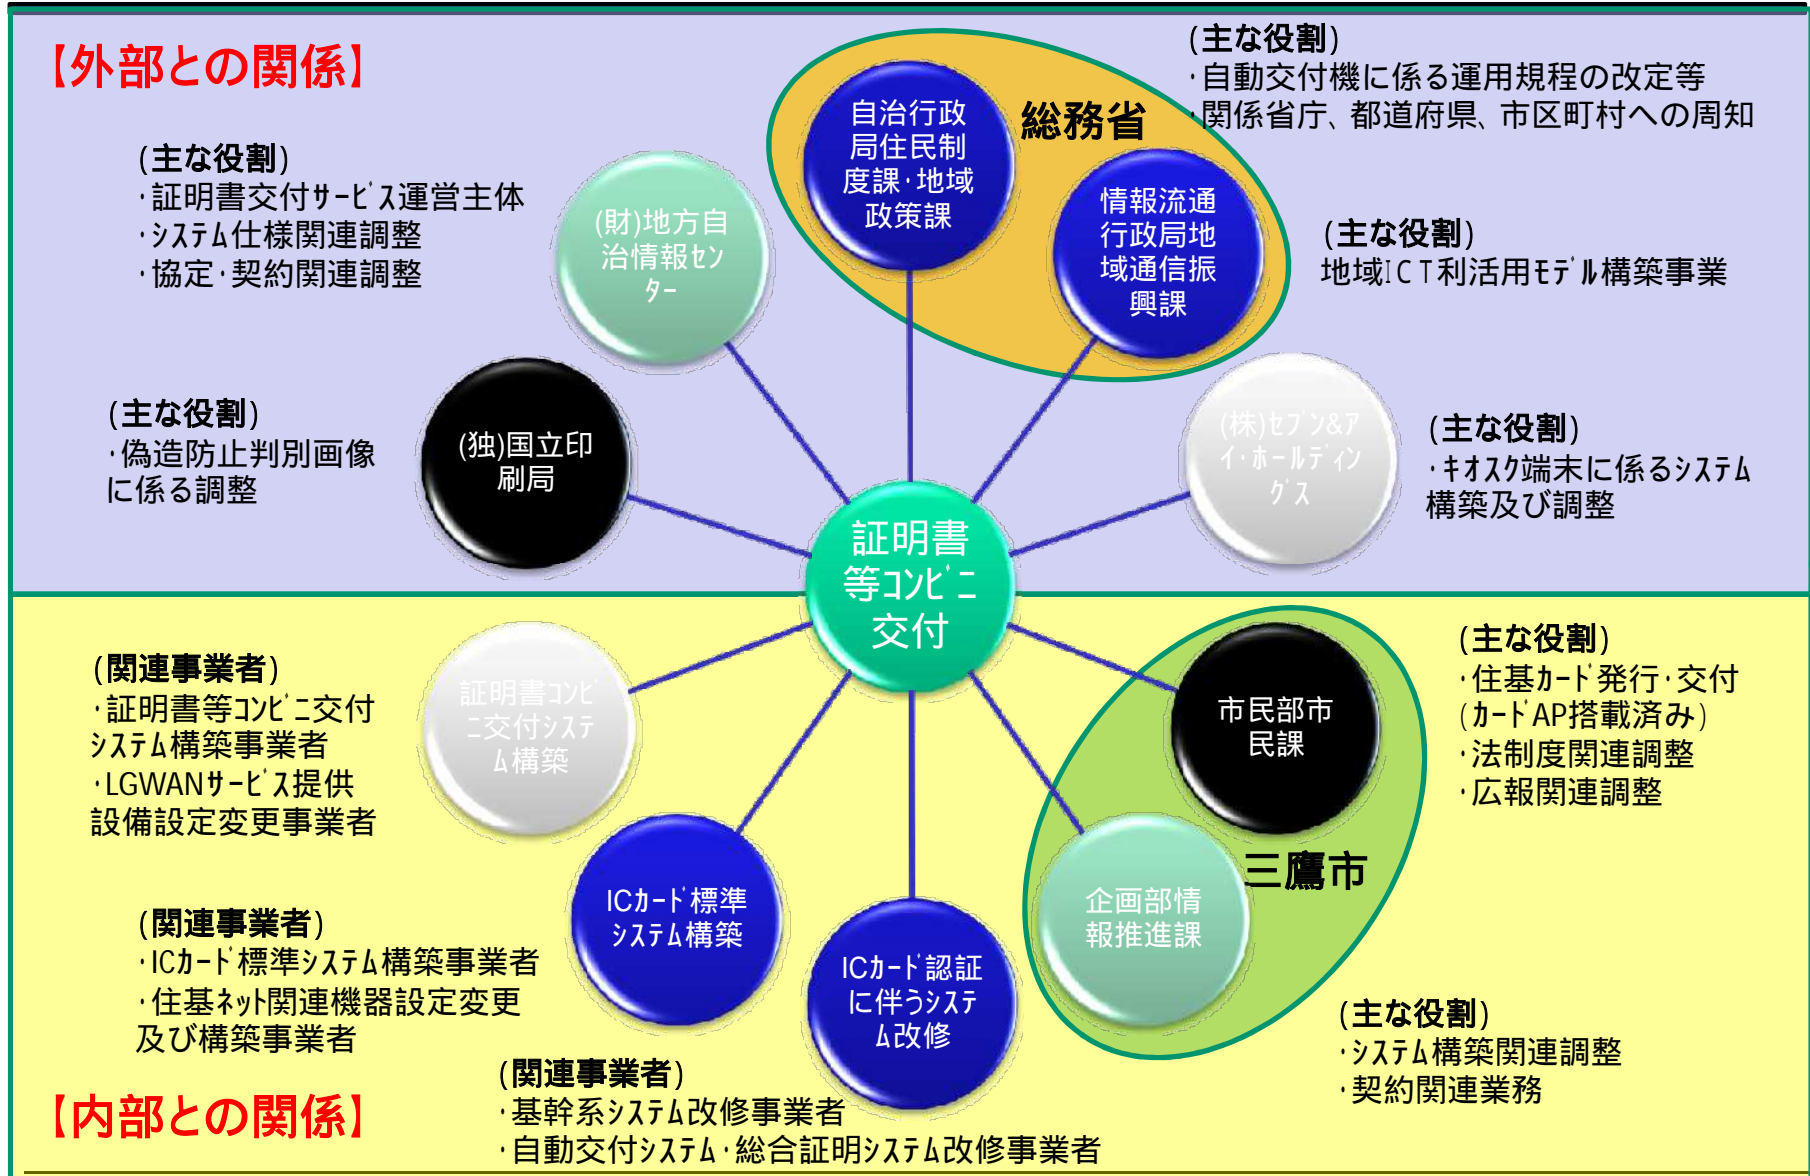 【外部との関係】
(主な役割)
・自動交付機に係る運用規程の改定等
・関係省庁、都道府県、市区町村への周知
総務省
自治行政
局住民制
度課・地域
政策課
(主な役割)
・証明書交付ｻｰﾋﾞｽ運営主体
・ｼｽﾃﾑ仕様関連調整
・協定・契約関連調整
(財)地方自
治情報ｾﾝ
ﾀｰ
情報流通
行政局地
域通信振
興課
(主な役割)
地域ICT利活用ﾓﾃﾞﾙ構築事業
(主な役割)
・偽造防止判別画像
に係る調整
(独)国立印
刷局
(株)ｾﾌﾞﾝ&ｱ
ｲ・ﾎｰﾙﾃﾞｨﾝ
ｸﾞｽ
(主な役割)
・ｷｵｽｸ端末に係るｼｽﾃﾑ
構築及び調整
証明書
等ｺﾝﾋﾞﾆ
交付
(関連事業者)
・証明書等ｺﾝﾋﾞﾆ交付
ｼｽﾃﾑ構築事業者
・LGWANｻｰﾋﾞｽ提供
設備設定変更事業者
証明書ｺﾝﾋﾞ
ﾆ交付ｼｽﾃ
ﾑ構築
市民部市
民課
(主な役割)
・住基ｶｰﾄﾞ発行・交付
(ｶｰﾄﾞAP搭載済み)
・法制度関連調整
・広報関連調整
三鷹市
(関連事業者)
・ICｶｰﾄﾞ標準ｼｽﾃﾑ構築事業者
・住基ﾈｯﾄ関連機器設定変更
及び構築事業者
ICｶｰﾄﾞ標準
ｼｽﾃﾑ構築
ICｶｰﾄﾞ認証
に伴うｼｽﾃ
ﾑ改修
企画部情
報推進課
(主な役割)
・ｼｽﾃﾑ構築関連調整
・契約関連業務
(関連事業者)
・基幹系ｼｽﾃﾑ改修事業者
・自動交付ｼｽﾃﾑ・総合証明ｼｽﾃﾑ改修事業者
【内部との関係】